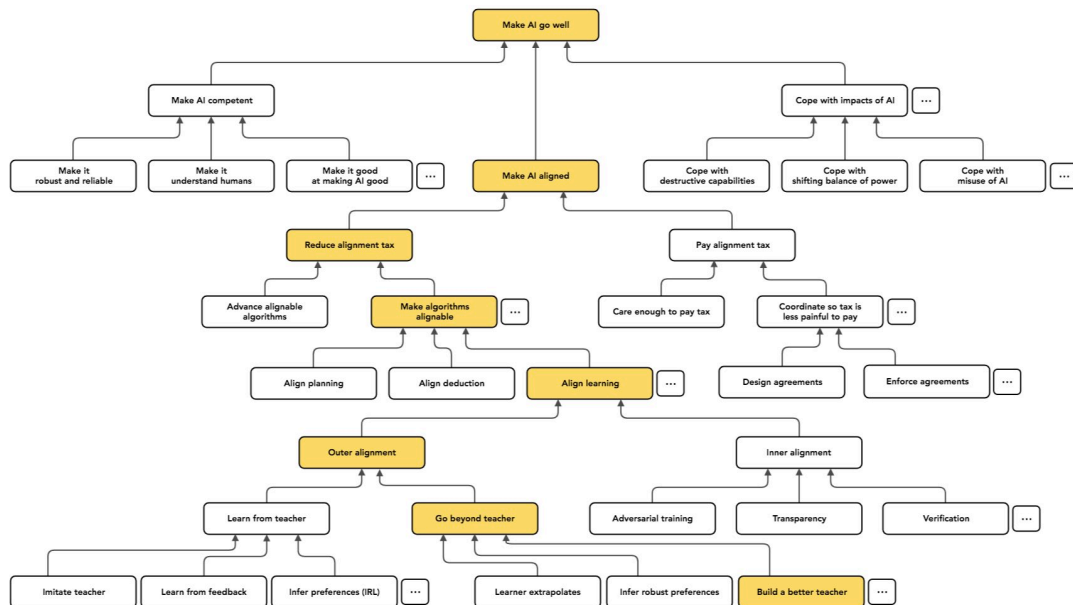 Make AI go well
Make AI competent
Cope with impacts of AI
...
Make it
robust and reliable
Make it
understand humans
Make it good
at making AI good
...
Make AI aligned
Cope with
destructive capabilities
Cope with
shifting balance of power
Cope with
misuse of AI
...
Reduce alignment tax
Pay alignment tax
Advance alignable
algorithms
Make algorithms
alignable
...
Care enough to pay tax
Coordinate so tax is
less painful to pay
...
Align planning
Align deduction
Align learning
...
Design agreements
Enforce agreements
...
Outer alignment
Inner alignment
Learn from teacher
Go beyond teacher
Adversarial training
Transparency
Verification
...
Imitate teacher
Learn from feedback
Infer preferences (IRL)
...
Learner extrapolates
Infer robust preferences
Build a better teacher
...